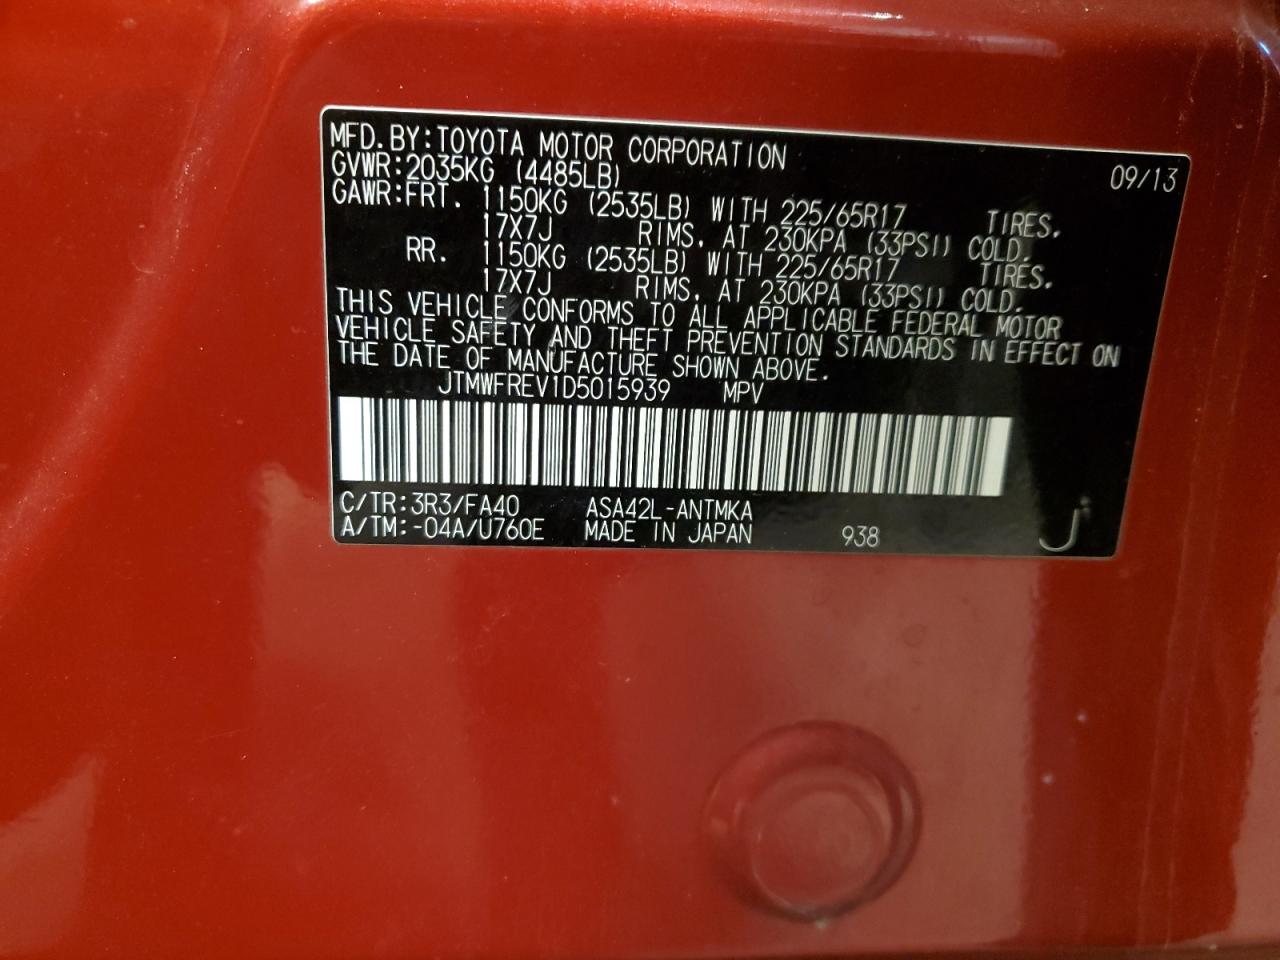 MFD. BY: TOYOTA MOTOR CORPORATION 09/13
GVWR: 2035KG (4485LB)
GAWR: FRT. 1150KG (2535LB) WITH 225/65R17 TIRES.
17X7J RIMS, AT 230KPA (33PSI) COLD.
RR. 1150KG (2535LB) WITH 225/65R17 TIRES.
17X7J RIMS, AT 230KPA (33PSI) COLD.
THIS VEHICLE CONFORMS TO ALL APPLICABLE FEDERAL MOTOR
VEHICLE SAFETY AND THEFT PREVENTION STANDARDS IN EFFECT ON
THE DATE OF MANUFACTURE SHOWN ABOVE.
JTMWFREV1D5015939 MPV
C/TR: 3R3/FA40 ASA42L-ANTMKA
A/TM: -04A/U760E MADE IN JAPAN 938 J